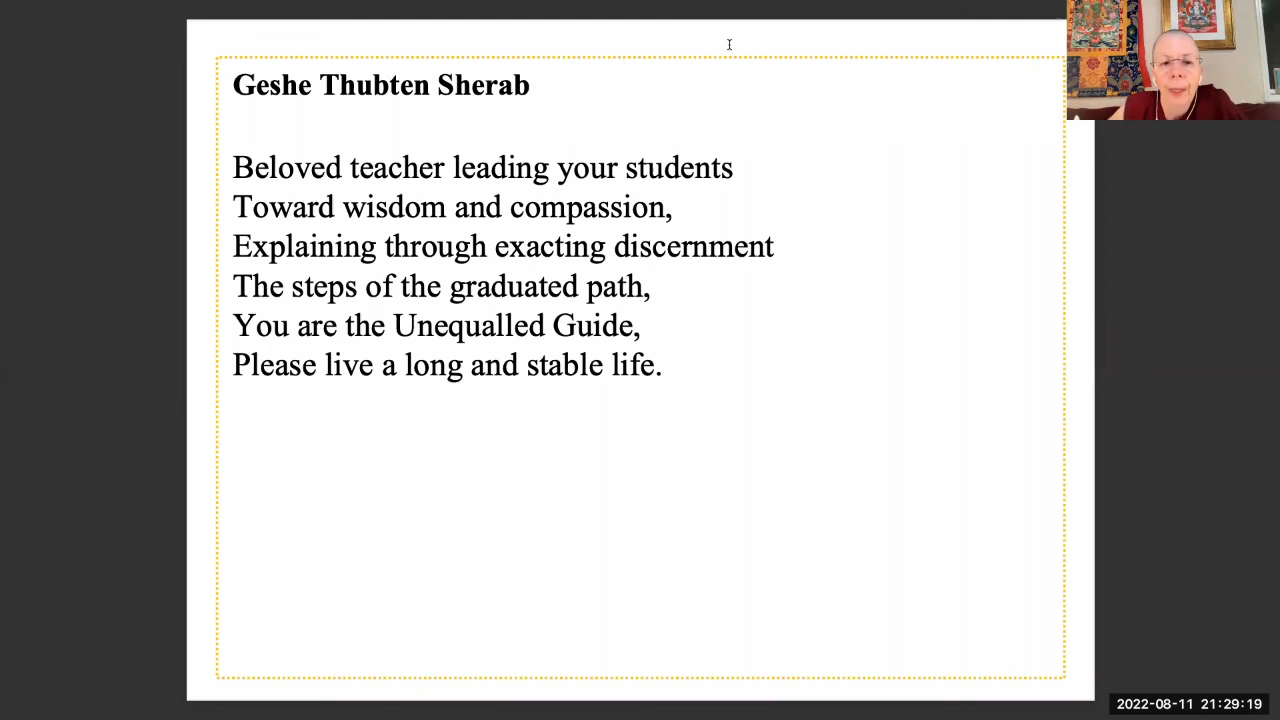 Geshe Thubten Sherab
Beloved teacher leading your students
Toward wisdom and compassion,
Explaining through exacting discernment
The steps of the graduated path,
You are the Unequalled Guide,
Please live a long and stable life.
2022-08-11 21:29:19